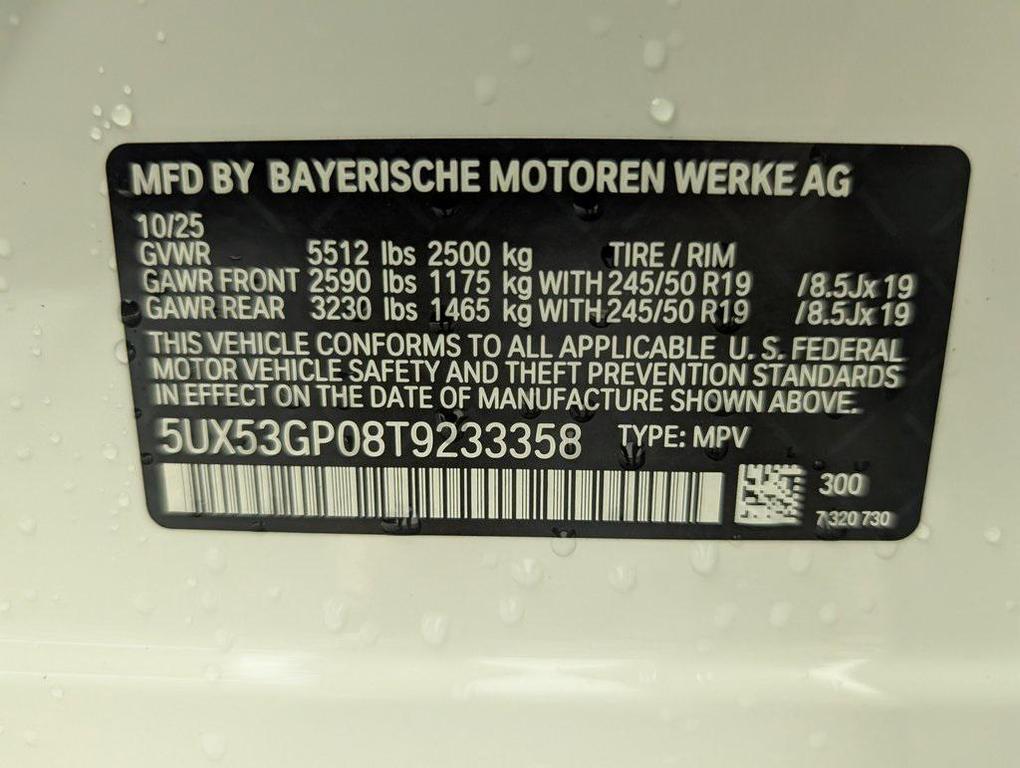 MFD BY BAYERISCHE MOTOREN WERKE AG
10/25
GVWR 5512 lbs 2500 kg TIRE / RIM
GAWR FRONT 2590 lbs 1175 kg WITH 245/50 R19 /8.5Jx19
GAWR REAR 3230 lbs 1465 kg WITH 245/50 R19 /8.5Jx19
THIS VEHICLE CONFORMS TO ALL APPLICABLE U.S. FEDERAL
MOTOR VEHICLE SAFETY AND THEFT PREVENTION STANDARDS
IN EFFECT ON THE DATE OF MANUFACTURE SHOWN ABOVE.
5UX53GP08T9233358 TYPE: MPV
300
7 320 730